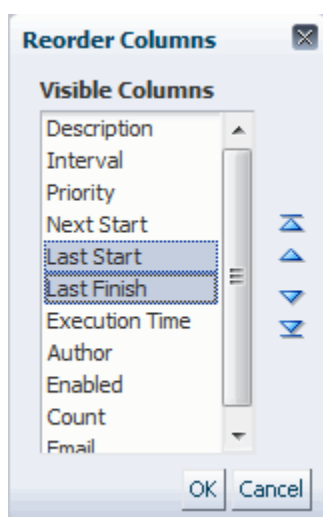 Reorder Columns
Visible Columns
Description
Interval
Priority
Next Start
Last Start
Last Finish
Execution Time
Author
Enabled
Count
Email
OK Cancel